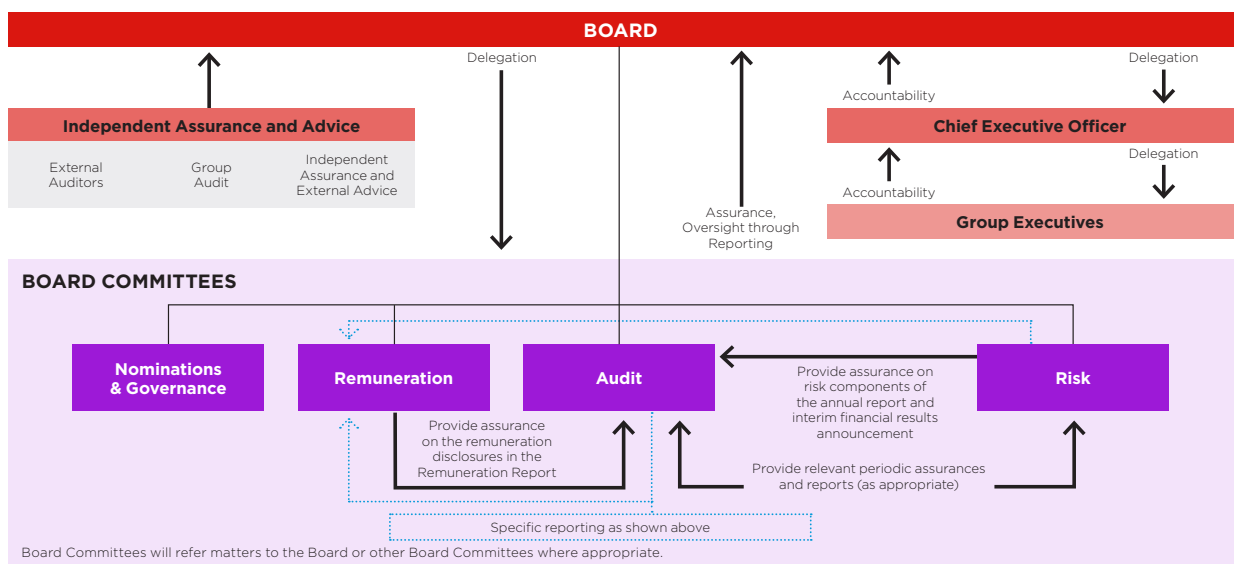 BOARD
Delegation
Delegation
Accountability
Independent Assurance and Advice
Chief Executive Officer
External
Auditors
Group
Audit
Independent
Assurance and
External Advice
Delegation
Accountability
Assurance,
Oversight through
Reporting
Group Executives
BOARD COMMITTEES
Nominations
& Governance
Remuneration
Audit
Risk
Provide assurance on
risk components of
the annual report and
interim financial results
announcement
Provide assurance
on the remuneration
disclosures in the
Remuneration Report
Provide relevant periodic assurances
and reports (as appropriate)
Specific reporting as shown above
Board Committees will refer matters to the Board or other Board Committees where appropriate.